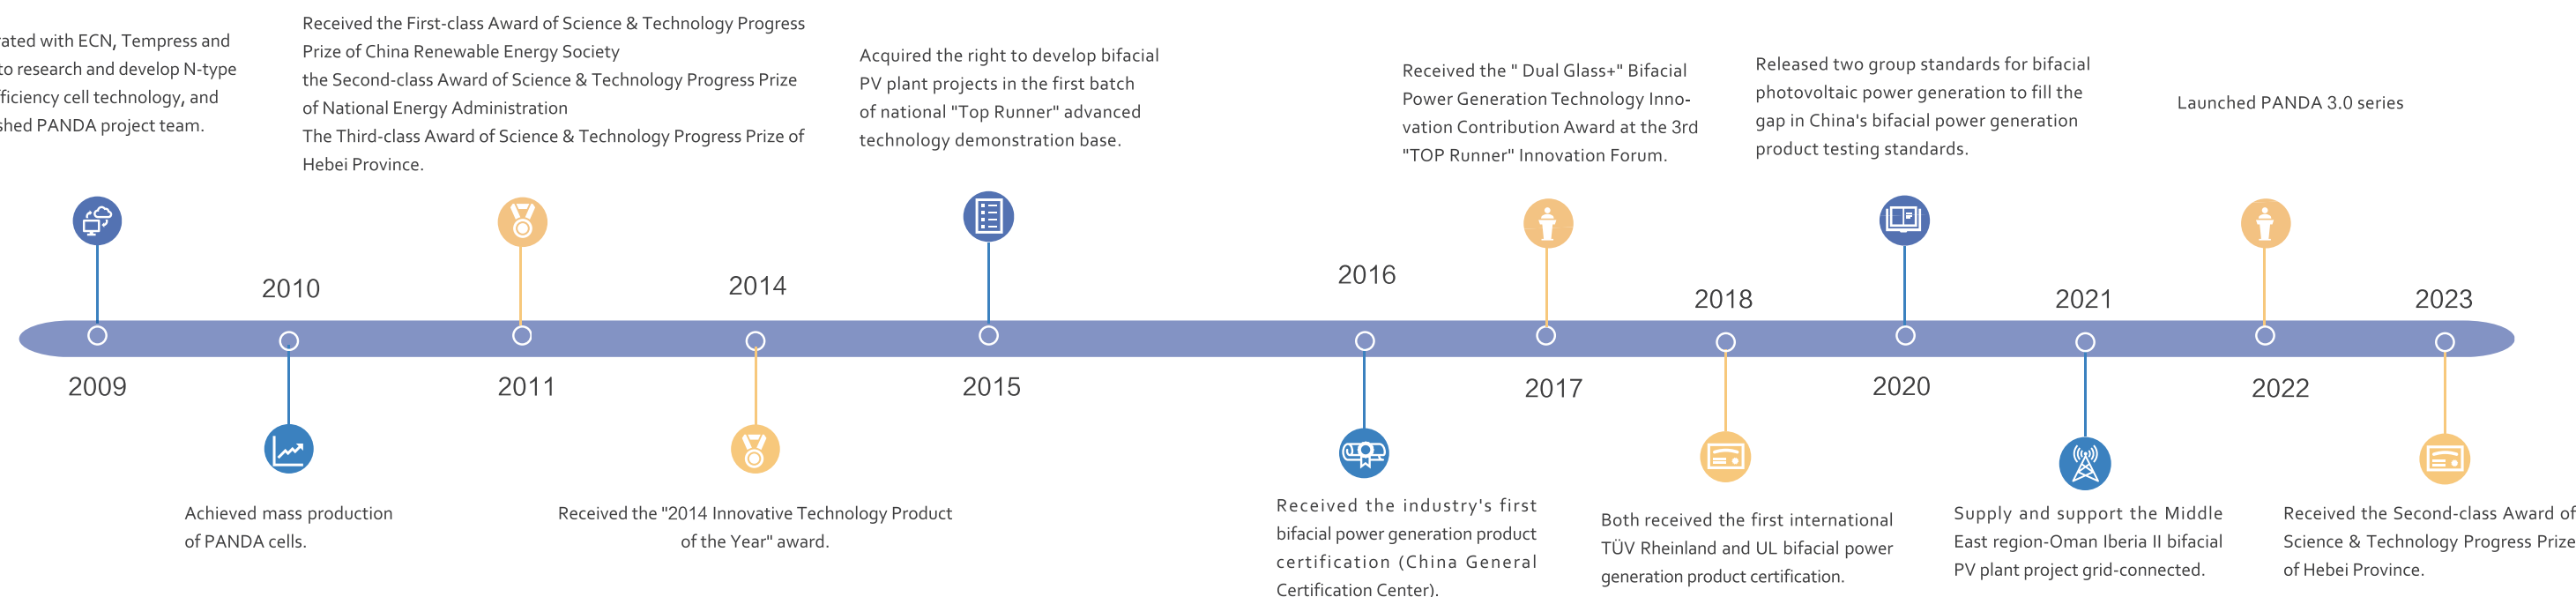 and with ECN, Tempress and
to research and develop N-type
cell technology, and
PANDA project team.
2009
2010
Achieved mass production
of PANDA cells.
Received the First-class Award of Science & Technology Progress
Prize of China Renewable Energy Society
the Second-class Award of Science & Technology Progress Prize
of National Energy Administration
The Third-class Award of Science & Technology Progress Prize of
Hebei Province.
2011
2014
Received the "2014 Innovative Technology Product
of the Year" award.
Acquired the right to develop bifacial
PV plant projects in the first batch
of national "Top Runner" advanced
technology demonstration base.
2015
2016
Received the industry's first
bifacial power generation product
certification (China General
Certification Center).
Received the " Dual Glass+" Bifacial
Power Generation Technology Inno-
vation Contribution Award at the 3rd
"TOP Runner" Innovation Forum.
2017
2018
Both received the first international
TÜV Rheinland and UL bifacial power
generation product certification.
Released two group standards for bifacial
photovoltaic power generation to fill the
gap in China's bifacial power generation
product testing standards.
2020
2021
Supply and support the Middle
East region-Oman Iberia II bifacial
PV plant project grid-connected.
Launched PANDA 3.0 series
2022
2023
Received the Second-class Award of
Science & Technology Progress Prize
of Hebei Province.